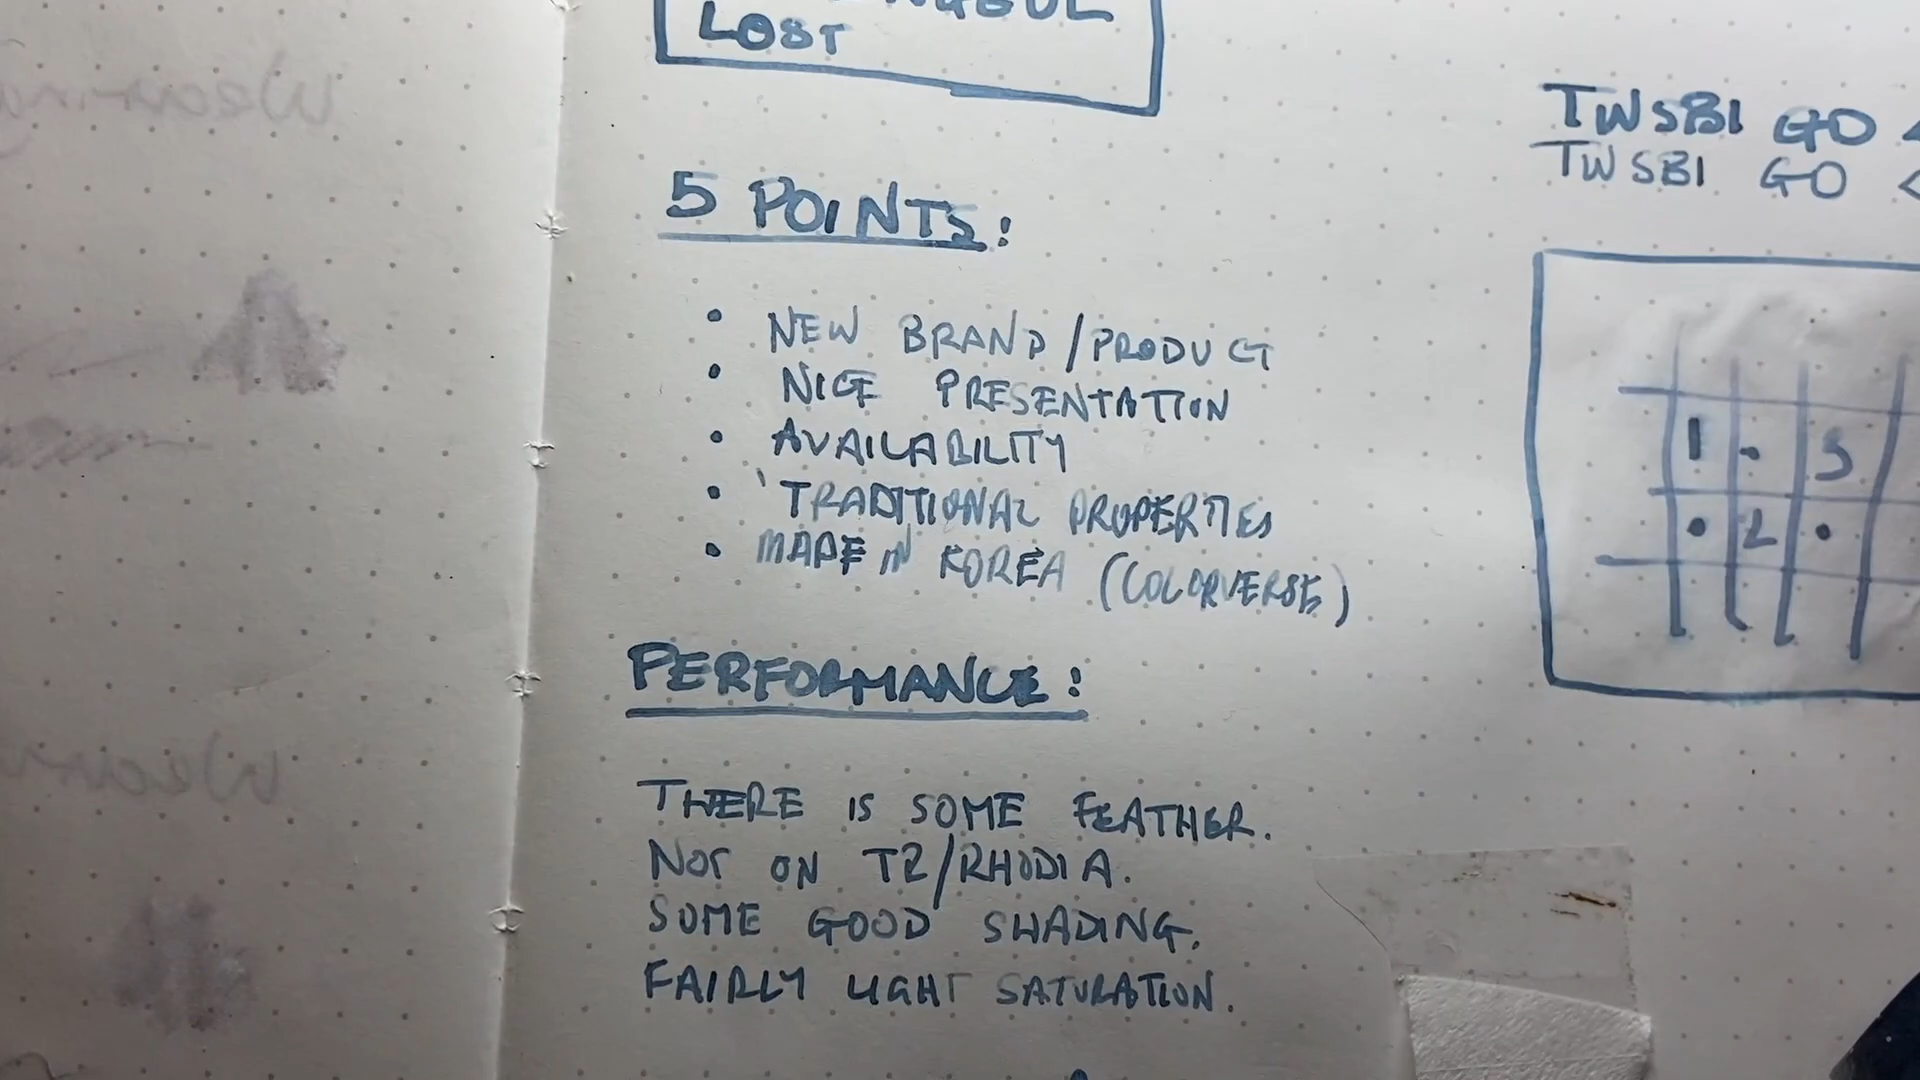 LOST
5 POINTS:
• NEW BRAND/PRODUCT
• NICE PRESENTATION
• AVAILABILITY
• 'TRADITIONAL PROPERTIES
• MADE IN KOREA (COLORVERSE)
PERFORMANCE:
THERE IS SOME FEATHER.
NOT ON TR/RHODIA.
SOME GOOD SHADING.
FAIRLY LIGHT SATURATION.
TWSBI GO <
TWSBI GO <
1 • 3
• 2 •